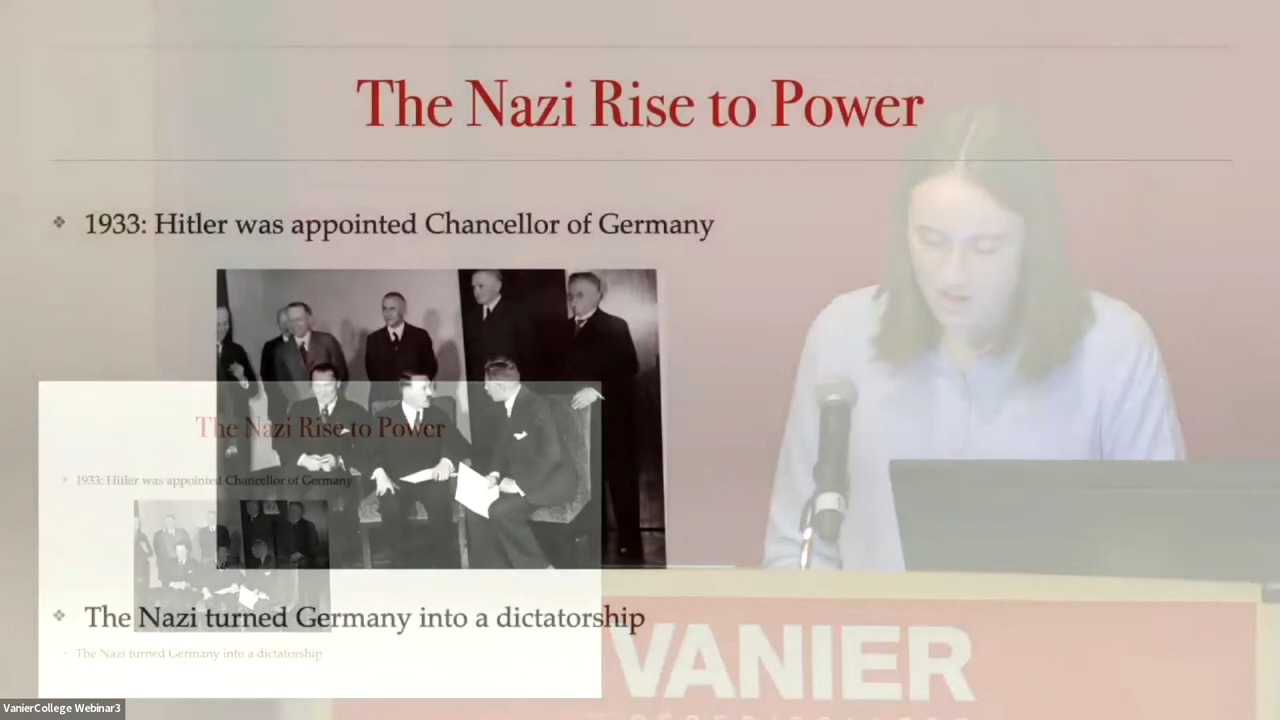 The Nazi Rise to Power
❖ 1933: Hitler was appointed Chancellor of Germany
The Nazi Rise to Power
1933: Hitler was appointed Chancellor of Germany
❖ The Nazi turned Germany into a dictatorship
The Nazi turned Germany into a dictatorship
VANIER
VanierCollege Webinar3